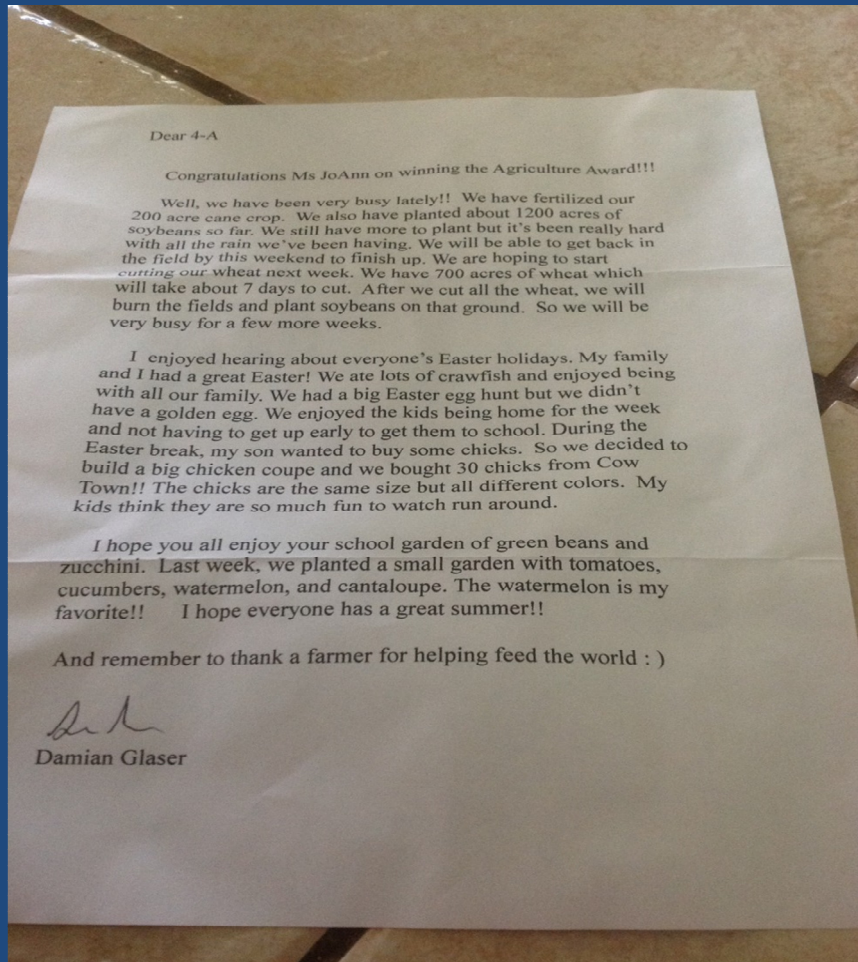 Dear 4-A
Congratulations Ms JoAnn on winning the Agriculture Award!!!
Well, we have been very busy lately!! We have fertilized our
200 acre cane crop. We also have planted about 1200 acres of
soybeans so far. We still have more to plant but it's been really hard
with all the rain we've been having. We will be able to get back in
the field by this weekend to finish up. We are hoping to start
cutting our wheat next week. We have 700 acres of wheat which
will take about 7 days to cut. After we cut all the wheat, we will
burn the fields and plant soybeans on that ground. So we will be
very busy for a few more weeks.
I enjoyed hearing about everyone's Easter holidays. My family
and I had a great Easter! We ate lots of crawfish and enjoyed being
with all our family. We had a big Easter egg hunt but we didn't
have a golden egg. We enjoyed the kids being home for the week
and not having to get up early to get them to school. During the
Easter break, my son wanted to buy some chicks. So we decided to
build a big chicken coupe and we bought 30 chicks from Cow
Town!! The chicks are the same size but all different colors. My
kids think they are so much fun to watch run around.
I hope you all enjoy your school garden of green beans and
zucchini. Last week, we planted a small garden with tomatoes,
cucumbers, watermelon, and cantaloupe. The watermelon is my
favorite!! I hope everyone has a great summer!!
And remember to thank a farmer for helping feed the world : )
Damian Glaser